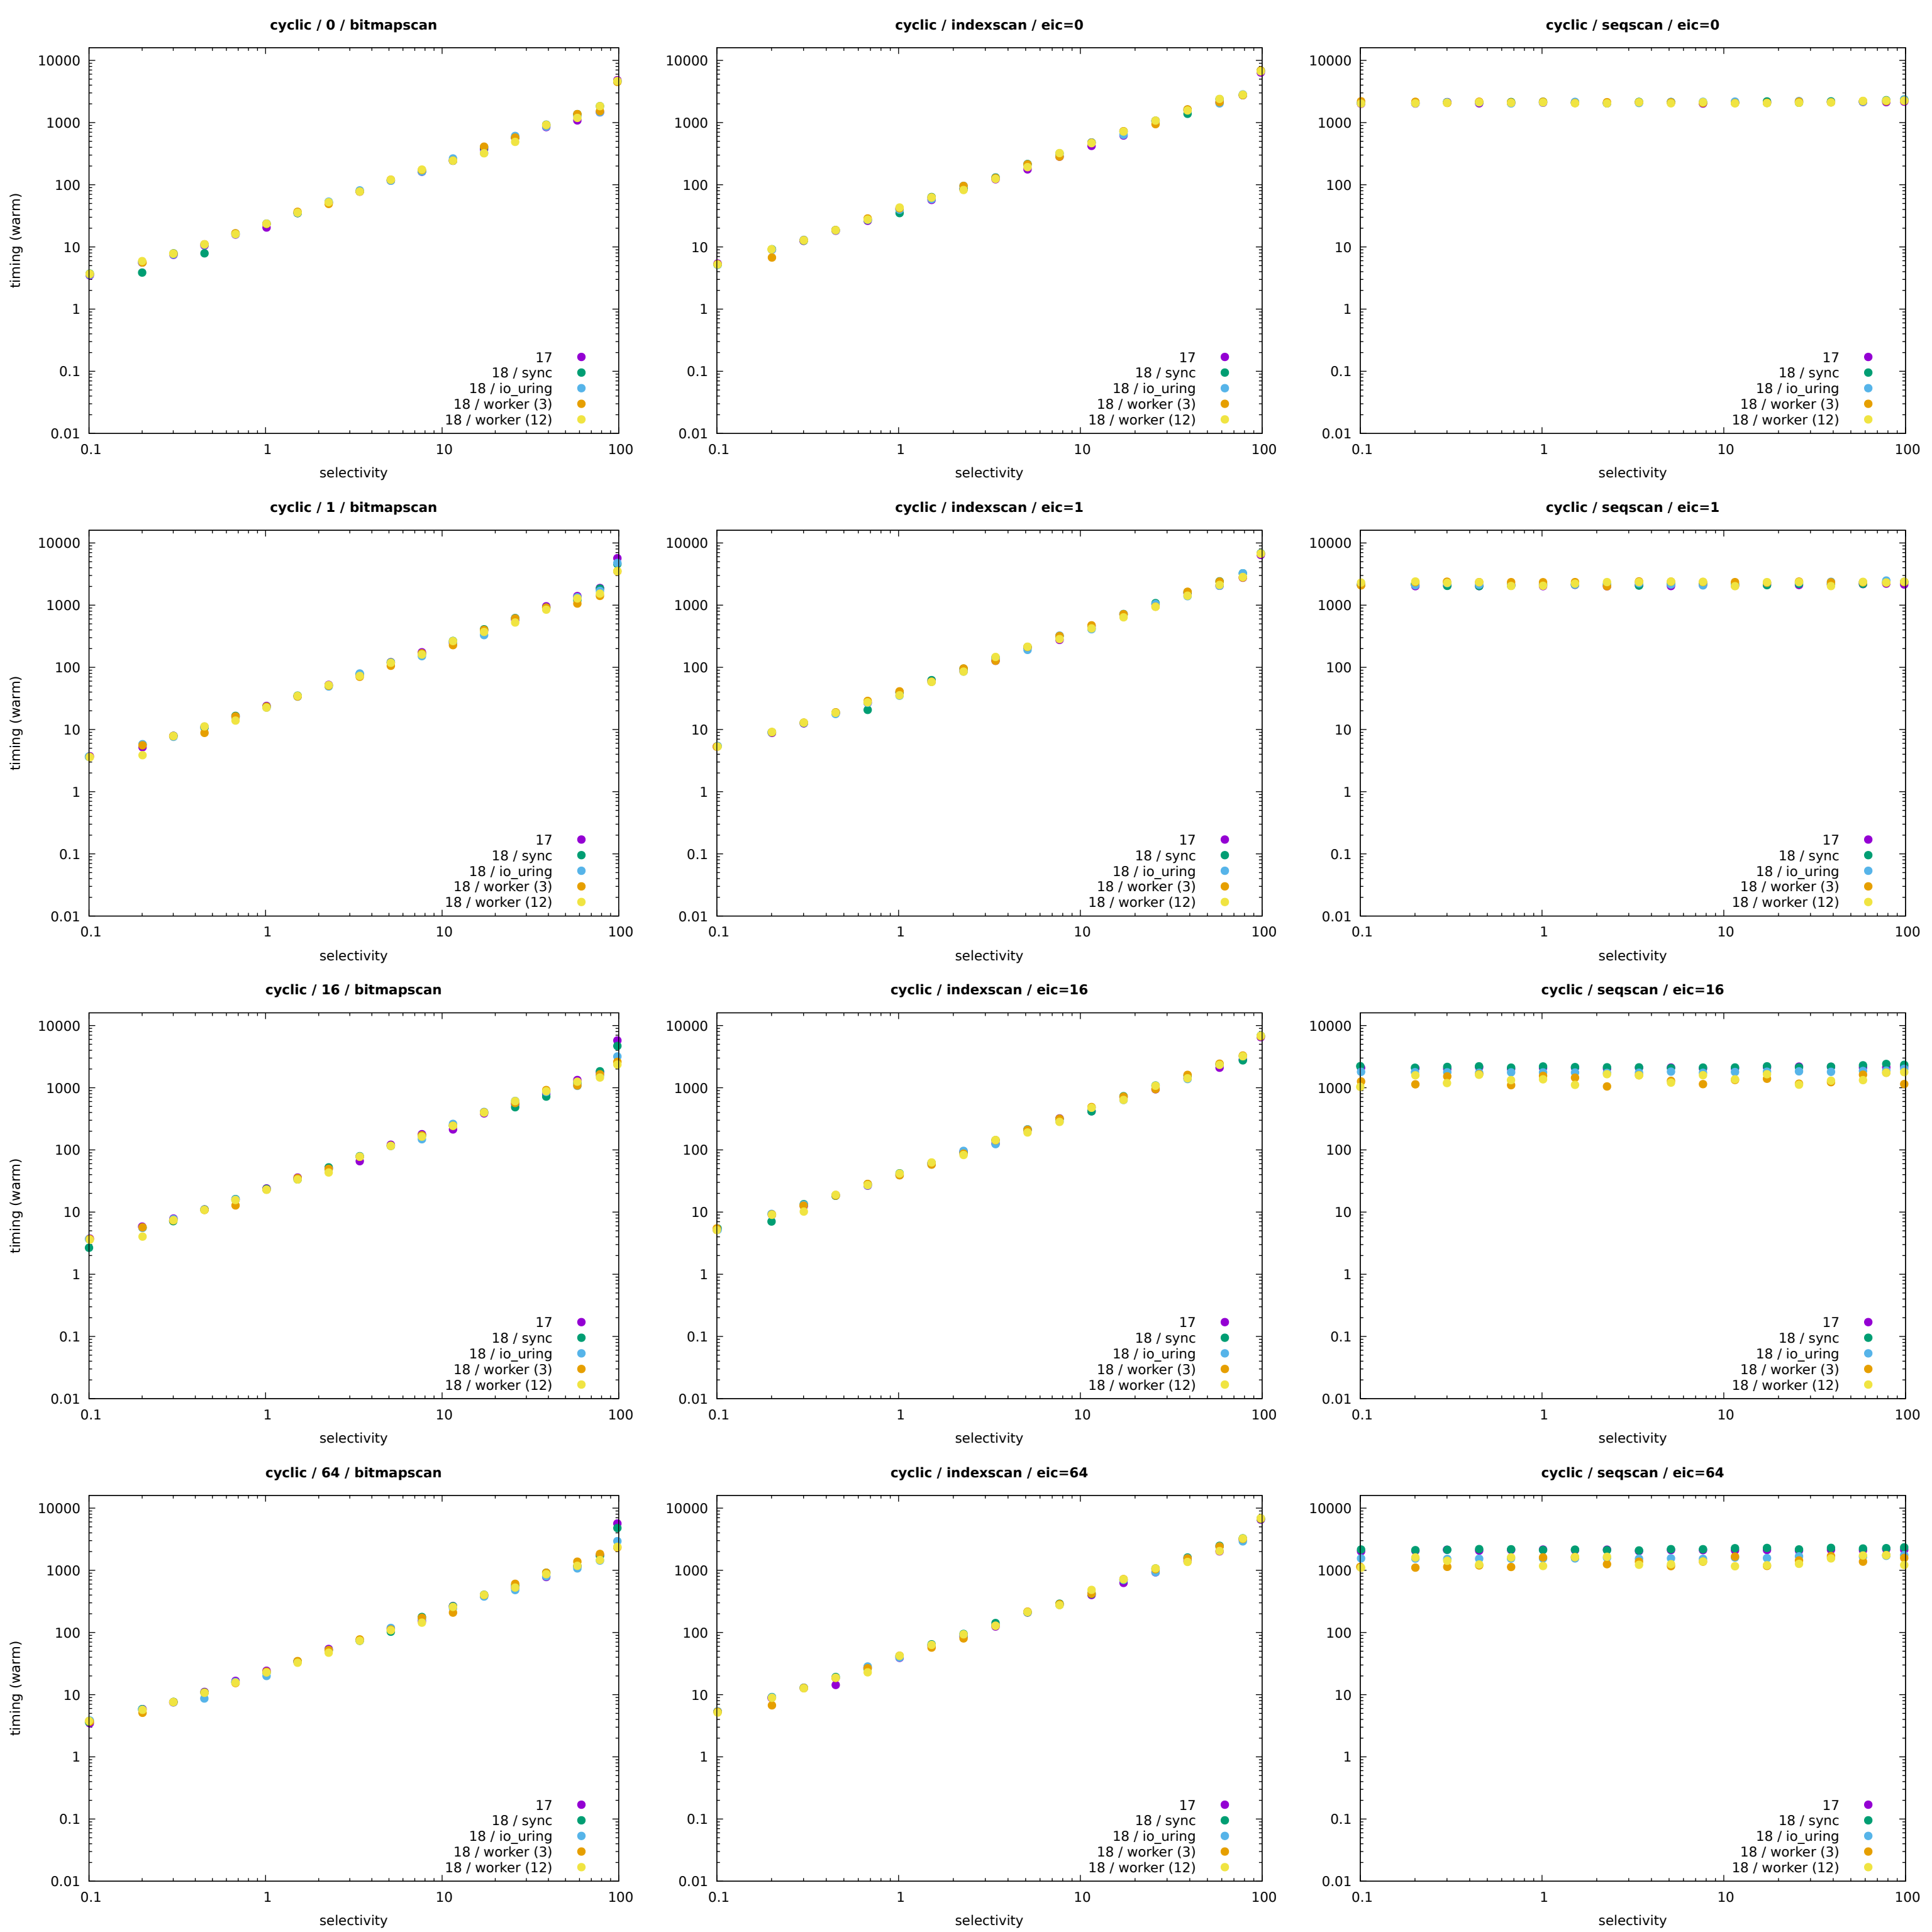 cyclic / 0 / bitmapscan
timing (warm)
10000
1000
100
10
1
0.1
0.01
17
18 / sync
18 / io_uring
18 / worker (3)
18 / worker (12)
0.1 1 10 100
selectivity
cyclic / indexscan / eic=0
10000
1000
100
10
1
0.1
0.01
17
18 / sync
18 / io_uring
18 / worker (3)
18 / worker (12)
0.1 1 10 100
selectivity
cyclic / seqscan / eic=0
10000
1000
100
10
1
0.1
0.01
17
18 / sync
18 / io_uring
18 / worker (3)
18 / worker (12)
0.1 1 10 100
selectivity
cyclic / 1 / bitmapscan
timing (warm)
10000
1000
100
10
1
0.1
0.01
17
18 / sync
18 / io_uring
18 / worker (3)
18 / worker (12)
0.1 1 10 100
selectivity
cyclic / indexscan / eic=1
10000
1000
100
10
1
0.1
0.01
17
18 / sync
18 / io_uring
18 / worker (3)
18 / worker (12)
0.1 1 10 100
selectivity
cyclic / seqscan / eic=1
10000
1000
100
10
1
0.1
0.01
17
18 / sync
18 / io_uring
18 / worker (3)
18 / worker (12)
0.1 1 10 100
selectivity
cyclic / 16 / bitmapscan
timing (warm)
10000
1000
100
10
1
0.1
0.01
17
18 / sync
18 / io_uring
18 / worker (3)
18 / worker (12)
0.1 1 10 100
selectivity
cyclic / indexscan / eic=16
10000
1000
100
10
1
0.1
0.01
17
18 / sync
18 / io_uring
18 / worker (3)
18 / worker (12)
0.1 1 10 100
selectivity
cyclic / seqscan / eic=16
10000
1000
100
10
1
0.1
0.01
17
18 / sync
18 / io_uring
18 / worker (3)
18 / worker (12)
0.1 1 10 100
selectivity
cyclic / 64 / bitmapscan
timing (warm)
10000
1000
100
10
1
0.1
0.01
17
18 / sync
18 / io_uring
18 / worker (3)
18 / worker (12)
0.1 1 10 100
selectivity
cyclic / indexscan / eic=64
10000
1000
100
10
1
0.1
0.01
17
18 / sync
18 / io_uring
18 / worker (3)
18 / worker (12)
0.1 1 10 100
selectivity
cyclic / seqscan / eic=64
10000
1000
100
10
1
0.1
0.01
17
18 / sync
18 / io_uring
18 / worker (3)
18 / worker (12)
0.1 1 10 100
selectivity